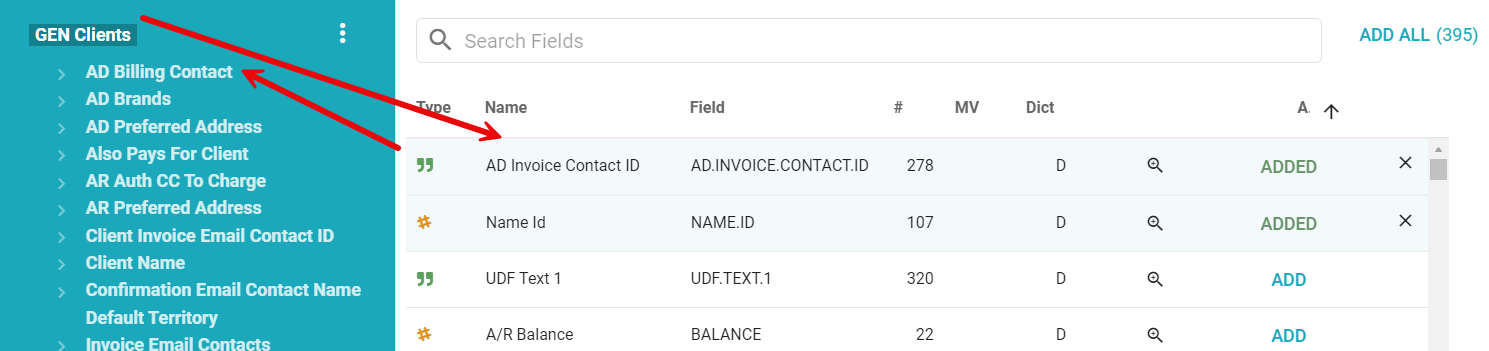 GEN Clients
AD Billing Contact
AD Brands
AD Preferred Address
Also Pays For Client
AR Auth CC To Charge
AR Preferred Address
Client Invoice Email Contact ID
Client Name
Confirmation Email Contact Name
Default Territory
Invoice Email Contacts
Search Fields
ADD ALL (395)
Type Name Field # MV Dict A.
AD Invoice Contact ID AD.INVOICE.CONTACT.ID 278 D ADDED
Name Id NAME.ID 107 D ADDED
UDF Text 1 UDF.TEXT.1 320 D ADD
A/R Balance BALANCE 22 D ADD